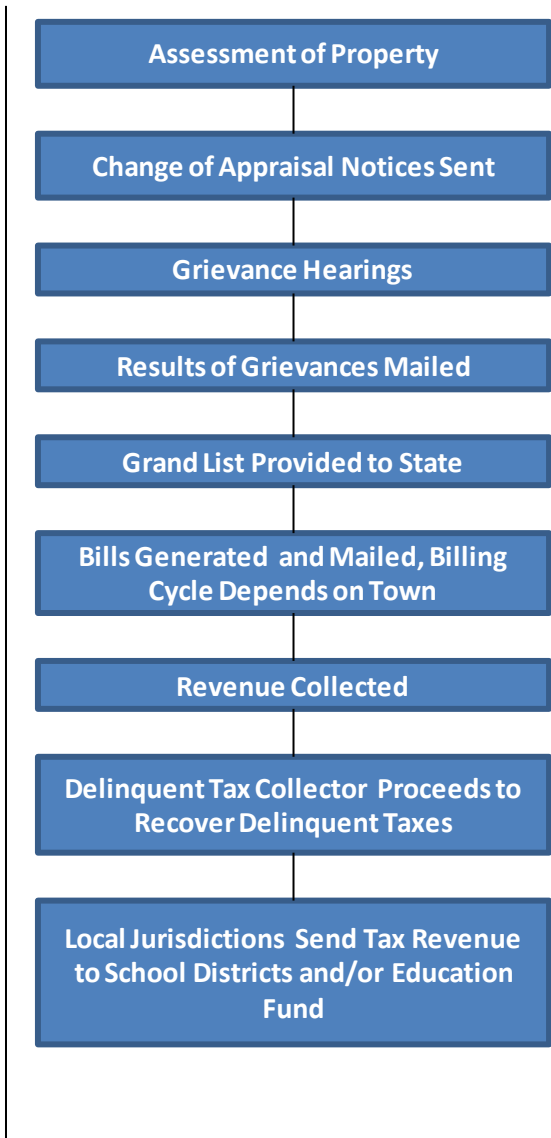 Assessment of Property
Change of Appraisal Notices Sent
Grievance Hearings
Results of Grievances Mailed
Grand List Provided to State
Bills Generated and Mailed, Billing
Cycle Depends on Town
Revenue Collected
Delinquent Tax Collector Proceeds to
Recover Delinquent Taxes
Local Jurisdictions Send Tax Revenue
to School Districts and/or Education
Fund